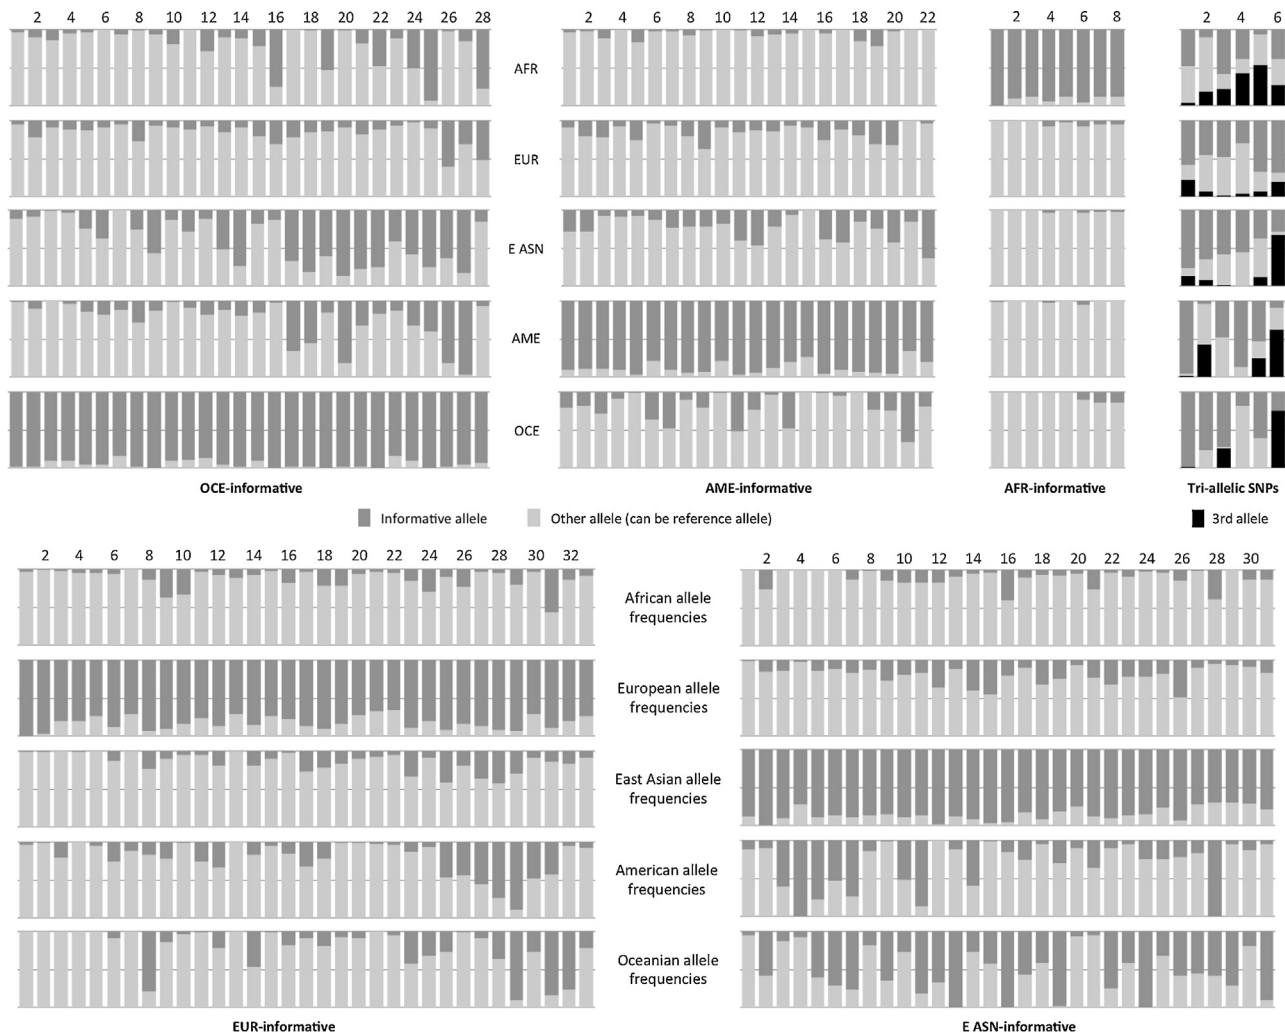 2 4 6 8 10 12 14 16 18 20 22 24 26 28
2 4 6 8 10 12 14 16 18 20 22
2 4 6 8
2 4 6
AFR
EUR
E ASN
AME
OCE
OCE-informative
AME-informative
AFR-informative
Tri-allelic SNPs
Informative allele
Other allele (can be reference allele)
3rd allele
2 4 6 8 10 12 14 16 18 20 22 24 26 28 30 32
2 4 6 8 10 12 14 16 18 20 22 24 26 28 30
African allele
frequencies
European allele
frequencies
East Asian allele
frequencies
American allele
frequencies
Oceanian allele
frequencies
EUR-informative
E ASN-informative